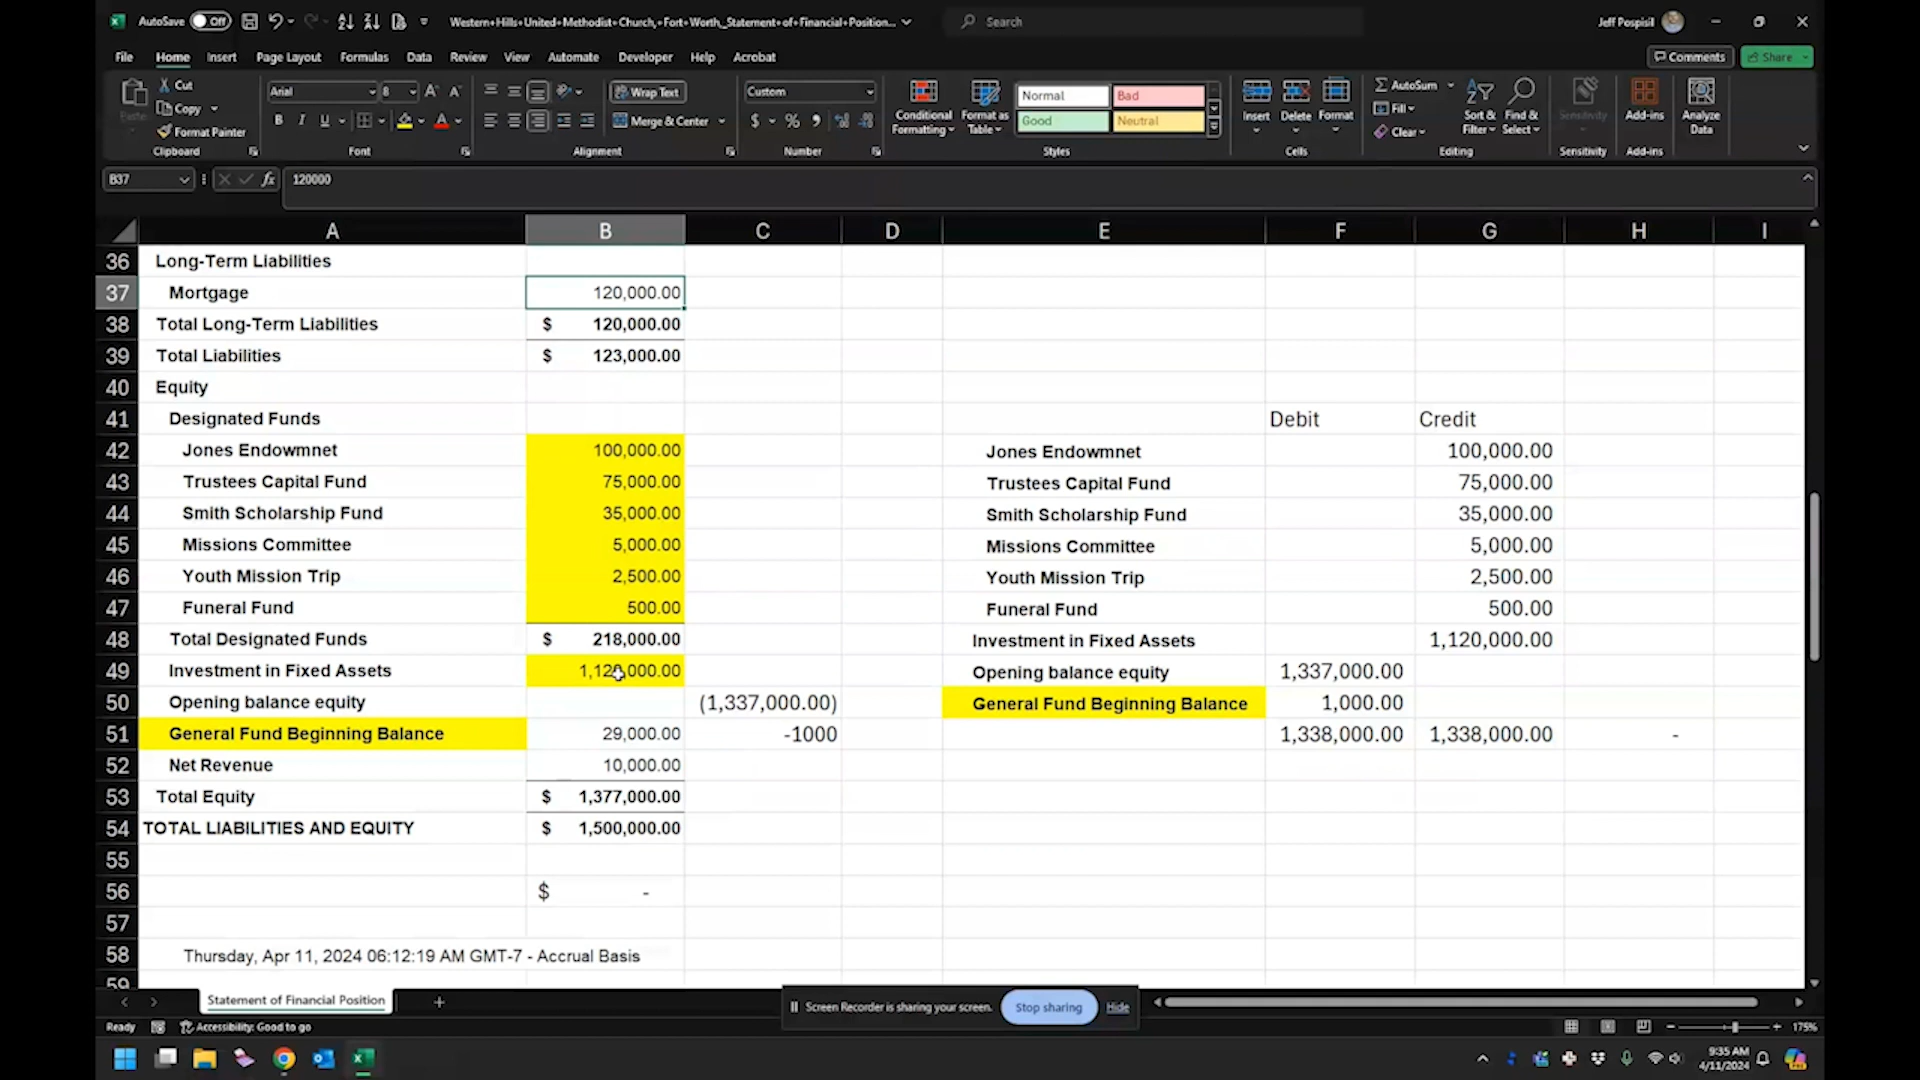 AutoSave Off
Western Hills United Methodist Church, Fort Worth,_Statement of Financial Position...
Search
Jeff Pospisil
File Home Insert Page Layout Formulas Data Review View Automate Developer Help Acrobat
Comments Share
Paste
Cut
Copy
Format Painter
Clipboard
Arial 8
B I U
Font
Wrap Text
Merge & Center
Alignment
Custom
$ % ,
Number
Conditional Formatting
Format as Table
Normal Bad
Good Neutral
Styles
Insert Delete Format
Cells
AutoSum
Fill
Clear
Sort & Filter
Find & Select
Editing
Sensitivity
Sensitivity
Add-ins
Add-ins
Analyze Data
B37 fx 120000
A B C D E F G H I
36 Long-Term Liabilities
37 Mortgage 120,000.00
38 Total Long-Term Liabilities $ 120,000.00
39 Total Liabilities $ 123,000.00
40 Equity
41 Designated Funds Debit Credit
42 Jones Endowmnet 100,000.00 Jones Endowmnet 100,000.00
43 Trustees Capital Fund 75,000.00 Trustees Capital Fund 75,000.00
44 Smith Scholarship Fund 35,000.00 Smith Scholarship Fund 35,000.00
45 Missions Committee 5,000.00 Missions Committee 5,000.00
46 Youth Mission Trip 2,500.00 Youth Mission Trip 2,500.00
47 Funeral Fund 500.00 Funeral Fund 500.00
48 Total Designated Funds $ 218,000.00 Investment in Fixed Assets 1,120,000.00
49 Investment in Fixed Assets 1,120,000.00 Opening balance equity 1,337,000.00
50 Opening balance equity (1,337,000.00) General Fund Beginning Balance 1,000.00
51 General Fund Beginning Balance 29,000.00 -1000 1,338,000.00 1,338,000.00 -
52 Net Revenue 10,000.00
53 Total Equity $ 1,377,000.00
54 TOTAL LIABILITIES AND EQUITY $ 1,500,000.00
55
56 $ -
57
58 Thursday, Apr 11, 2024 06:12:19 AM GMT-7 - Accrual Basis
59
Statement of Financial Position
Screen Recorder is sharing your screen. Stop sharing Hide
Ready Accessibility: Good to go
175%
9:35 AM
4/11/2024